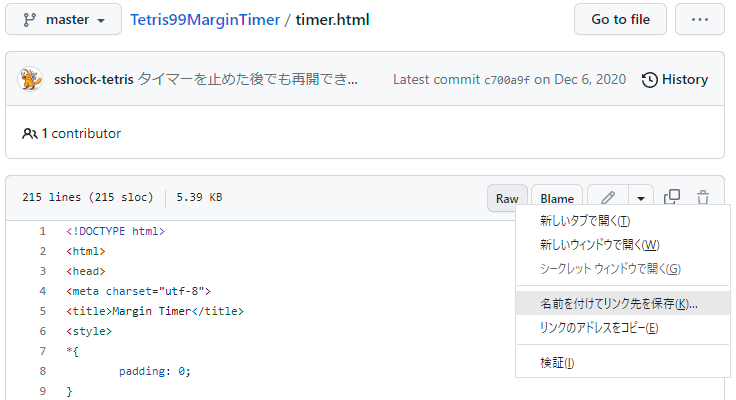 master Tetris99MarginTimer / timer.html Go to file ...
sshock-tetris タイマーを止めた後でも再開でき... Latest commit c700a9f on Dec 6, 2020 History
1 contributor
215 lines (215 sloc) 5.39 KB Raw Blame
1 <!DOCTYPE html>
2 <html>
3 <head>
4 <meta charset="utf-8">
5 <title>Margin Timer</title>
6 <style>
7 *{
8 padding: 0;
9 }
新しいタブで開く(T)
新しいウィンドウで開く(W)
シークレット ウィンドウで開く(G)
名前を付けてリンク先を保存(K)...
リンクのアドレスをコピー(E)
検証(I)